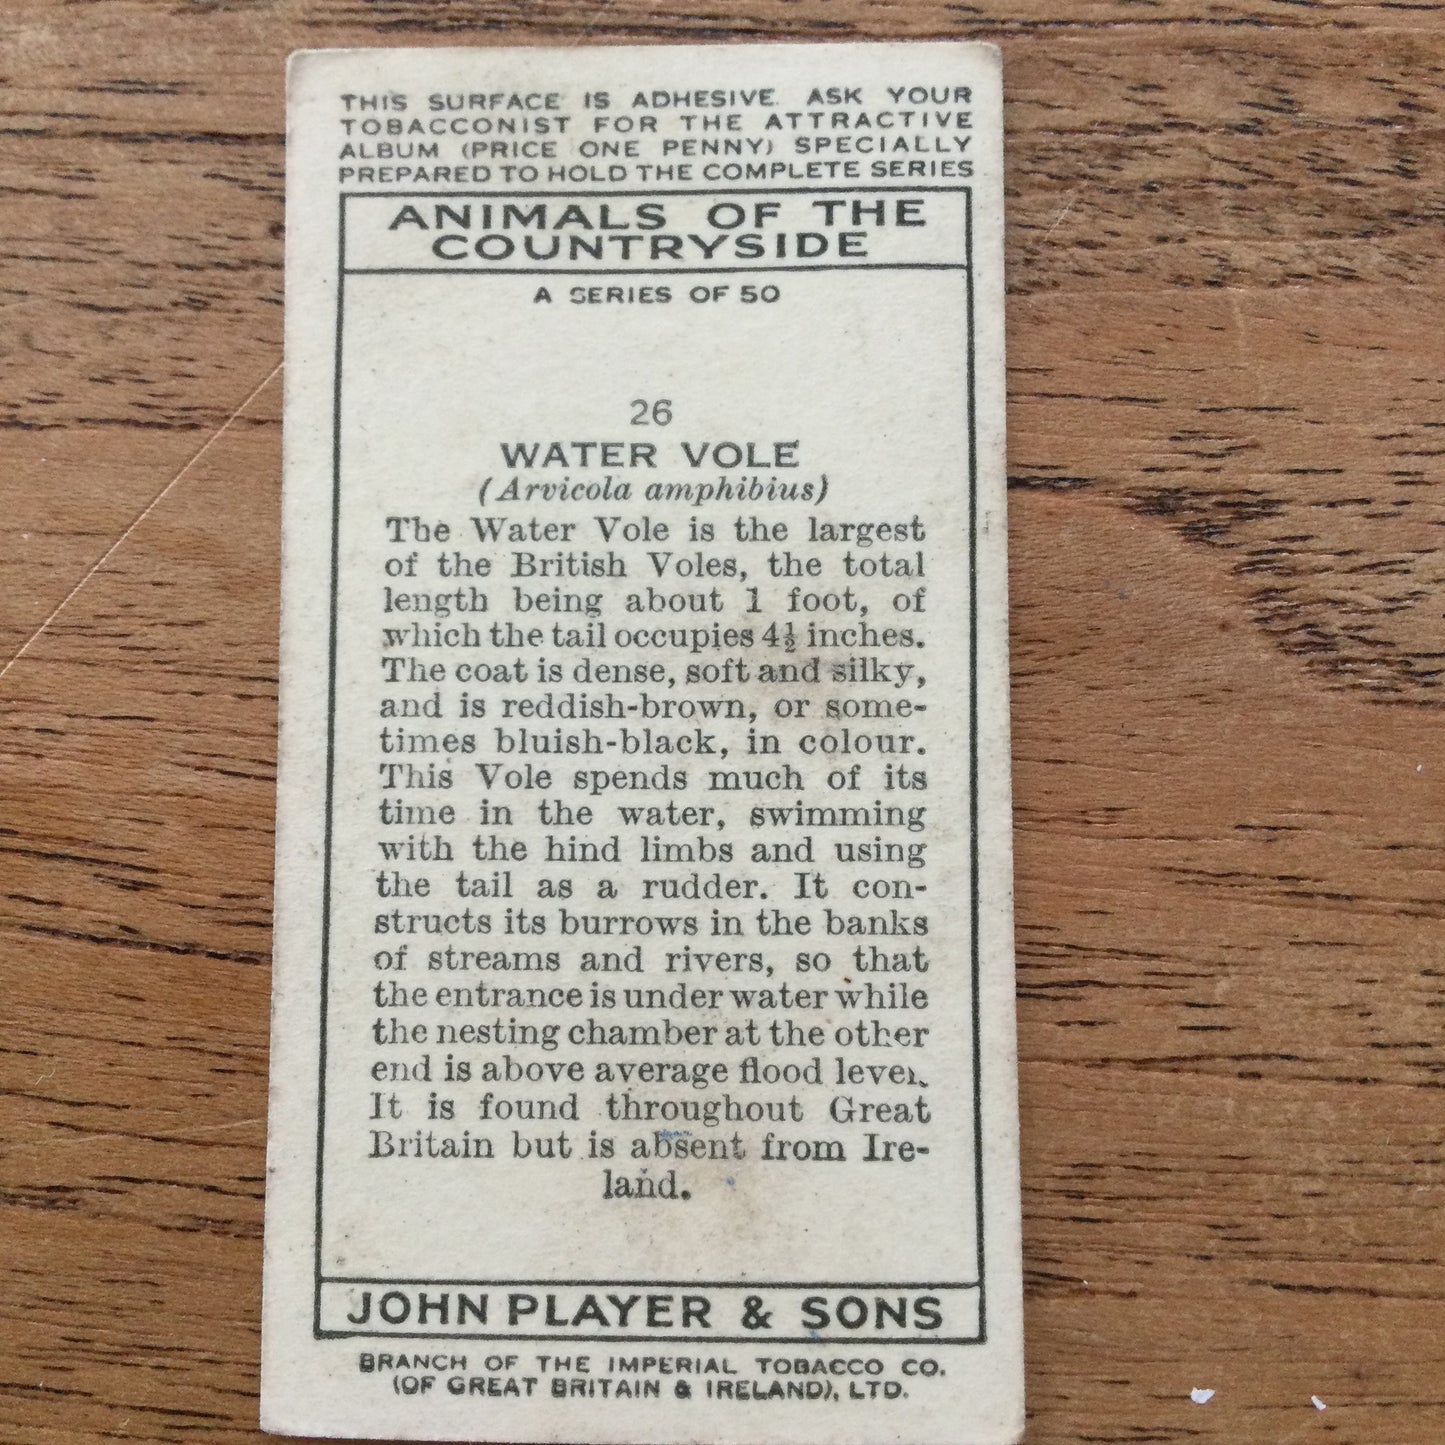 THIS SURFACE IS ADHESIVE. ASK YOUR
TOBACCONIST FOR THE ATTRACTIVE
ALBUM (PRICE ONE PENNY) SPECIALLY
PREPARED TO HOLD THE COMPLETE SERIES
ANIMALS OF THE
COUNTRYSIDE
A SERIES OF 50
26
WATER VOLE
(Arvicola amphibius)
The Water Vole is the largest
of the British Voles, the total
length being about 1 foot, of
which the tail occupies 4½ inches.
The coat is dense, soft and silky,
and is reddish-brown, or some-
times bluish-black, in colour.
This Vole spends much of its
time in the water, swimming
with the hind limbs and using
the tail as a rudder. It con-
structs its burrows in the banks
of streams and rivers, so that
the entrance is under water while
the nesting chamber at the other
end is above average flood level.
It is found throughout Great
Britain but is absent from Ire-
land.
JOHN PLAYER & SONS
BRANCH OF THE IMPERIAL TOBACCO CO.
(OF GREAT BRITAIN & IRELAND), LTD.